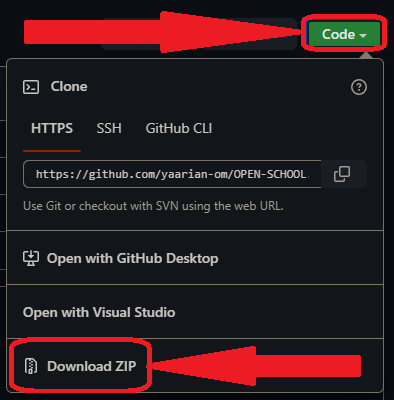 Code
Clone
HTTPS SSH GitHub CLI
https://github.com/yaarian-om/OPEN-SCHOOL.
Use Git or checkout with SVN using the web URL.
Open with GitHub Desktop
Open with Visual Studio
Download ZIP